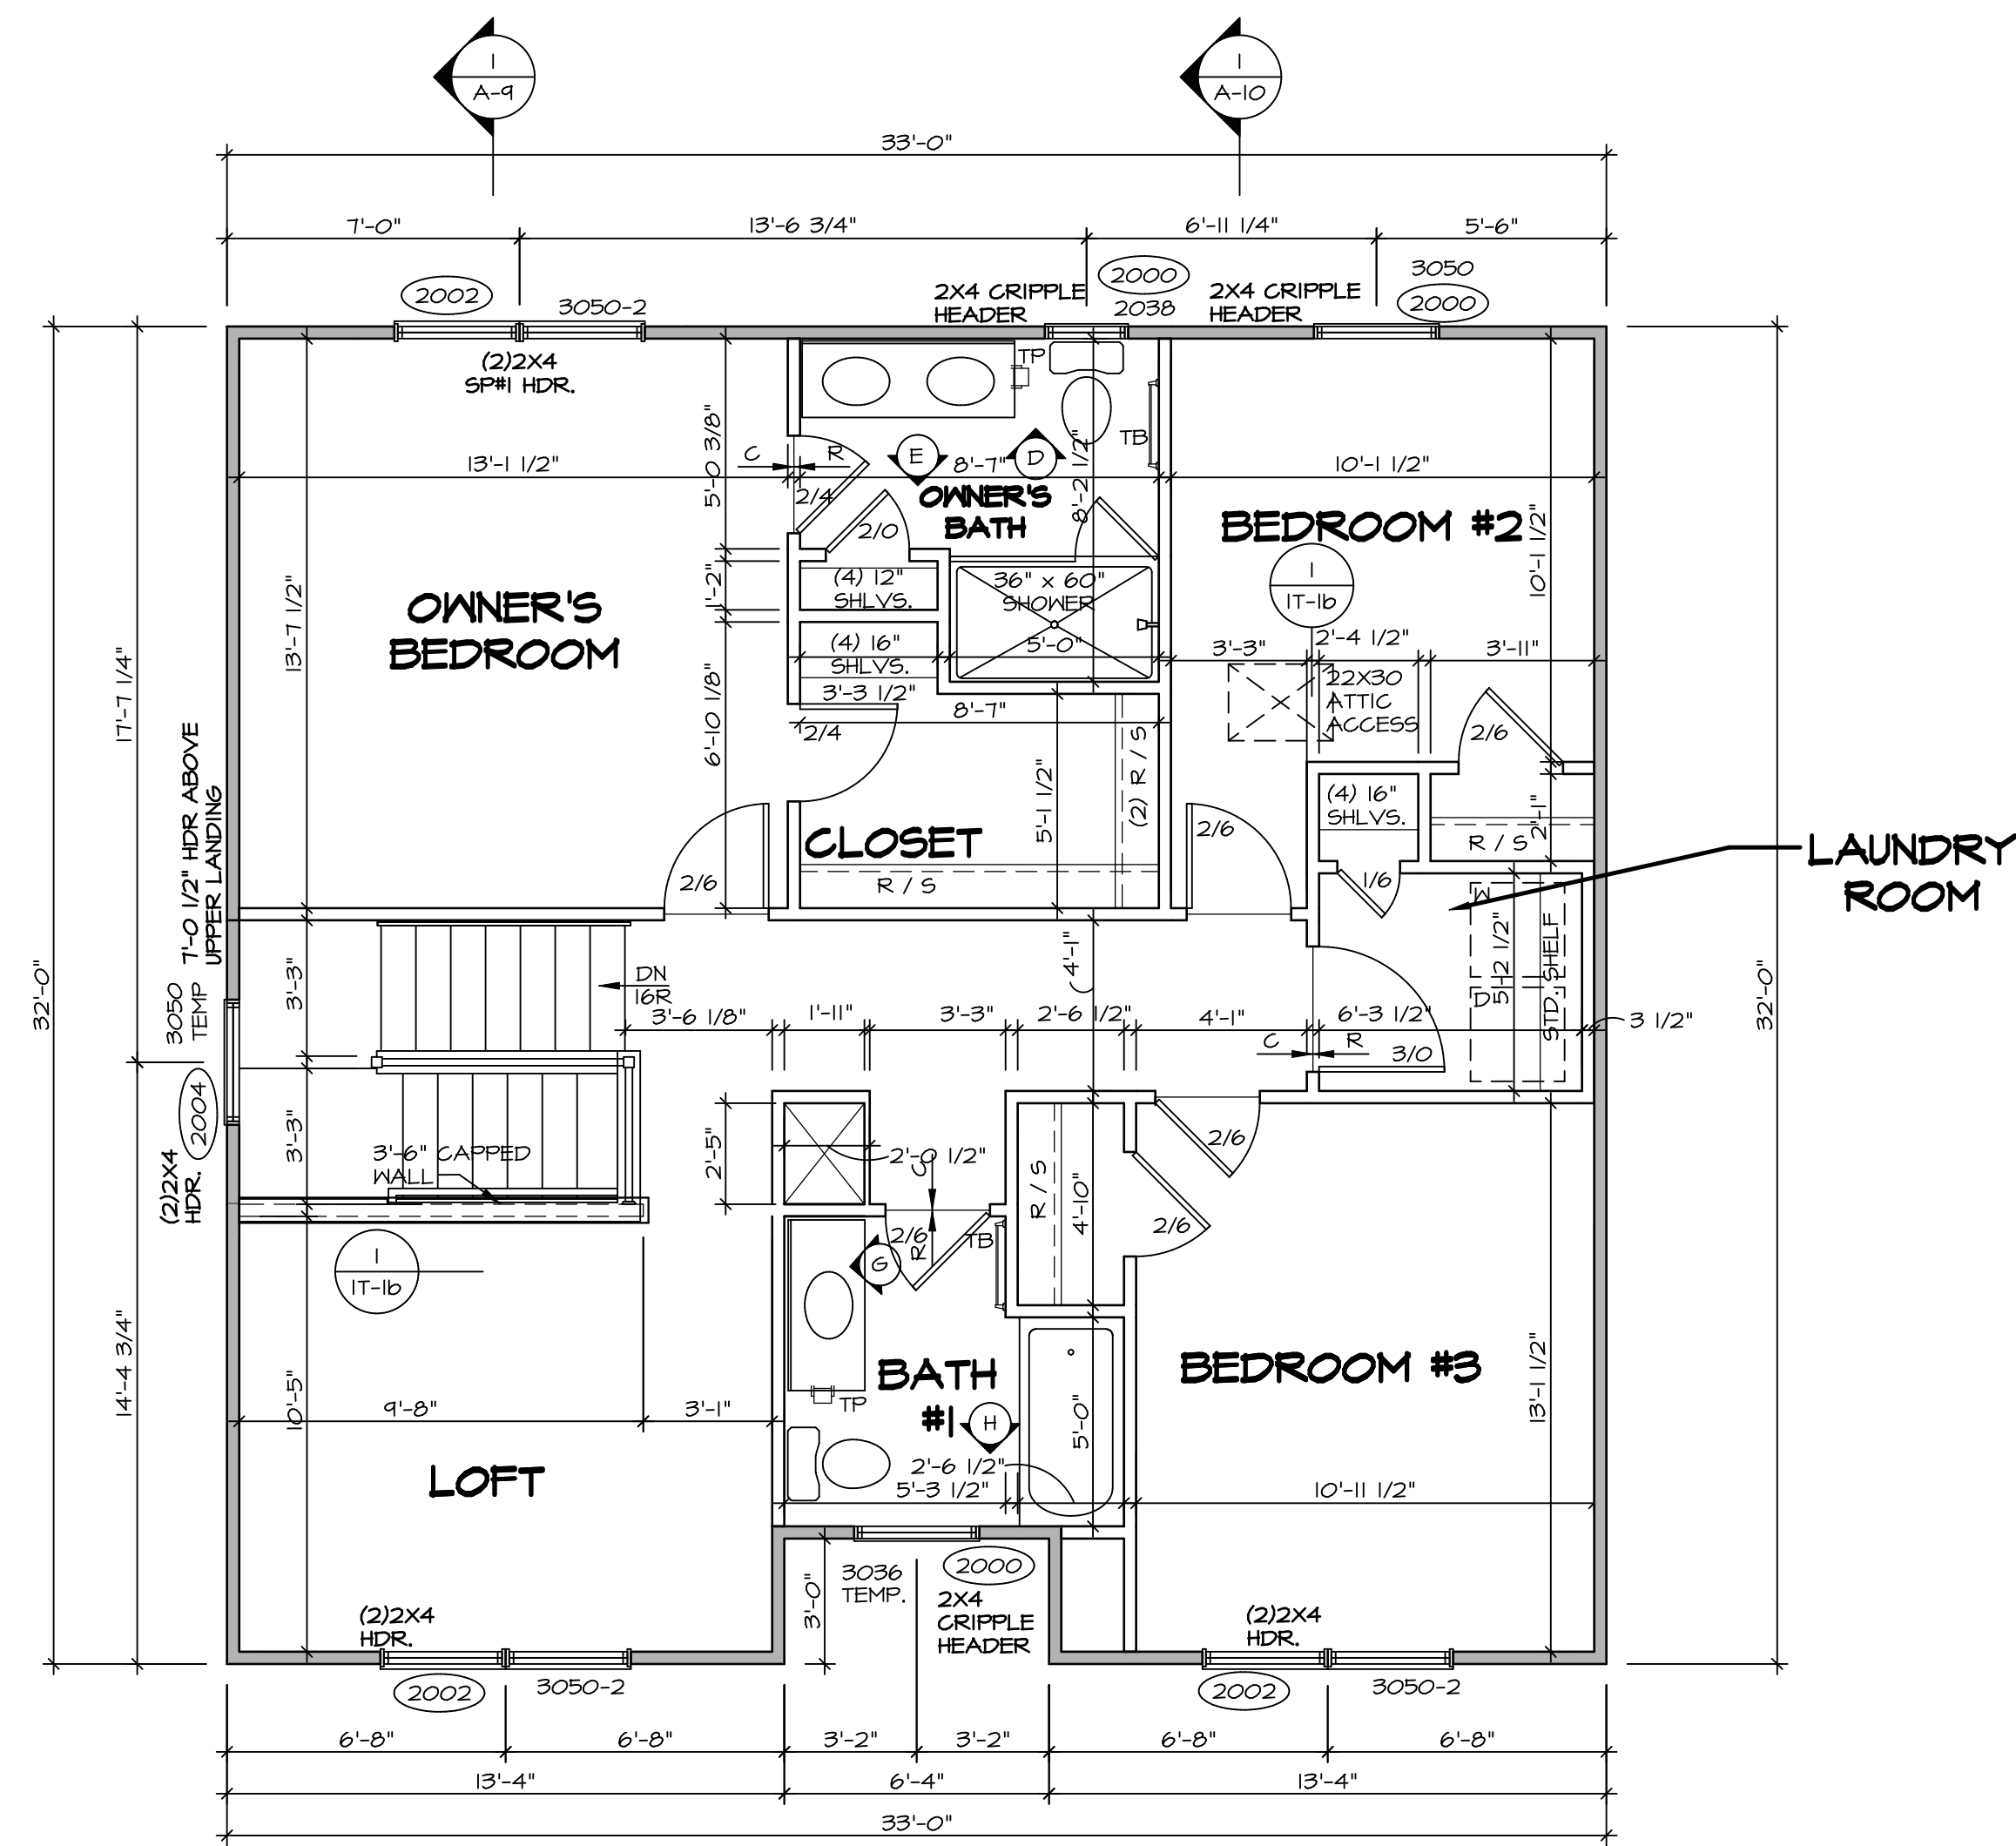 1
A-9
1
A-10
33'-0"
7'-0"
13'-6 3/4"
6'-11 1/4"
5'-6"
2002
3050-2
2X4 CRIPPLE
HEADER
2000
2038
2X4 CRIPPLE
HEADER
3050
2000
(2)2X4
SP#1 HDR.
TP
TB
5'-0 3/8"
C
R
E
D
13'-1 1/2"
8'-7"
8'-2 1/2"
10'-1 1/2"
2/4
OWNER'S
BATH
2/0
BEDROOM #2
10'-1 1/2"
1
1T-1b
13'-7 1/2"
OWNER'S
BEDROOM
1'-2"
(4) 12"
SHLVS.
36" x 60"
SHOWER
5'-0"
(4) 16"
SHLVS.
3'-3 1/2"
3'-3"
2'-4 1/2"
3'-11"
22X30
ATTIC
ACCESS
17'-7 1/4"
6'-10 1/8"
8'-7"
2/4
(2) R / S
2/6
5'-1 1/2"
7'-0 1/2" HDR ABOVE
UPPER LANDING
CLOSET
2/6
R / S
2/6
(4) 16"
SHLVS.
2'-1"
R / S
LAUNDRY
ROOM
1/6
W
D
5'-2 1/2"
STD. SHELF
32'-0"
32'-0"
3050
TEMP
3'-3"
DN
16R
4'-1"
3'-6 1/8"
1'-11"
3'-3"
2'-6 1/2"
4'-1"
6'-3 1/2"
3 1/2"
C
R
3/0
2004
(2)2X4
HDR.
3'-3"
3'-6" CAPPED
WALL
2'-5"
2'-0 1/2"
C
R
2/6
TB
G
R / S
4'-10"
2/6
2/6
1
1T-1b
14'-4 3/4"
10'-5"
9'-8"
3'-1"
LOFT
BATH
#1
H
TP
5'-0"
2'-6 1/2"
5'-3 1/2"
BEDROOM #3
13'-1 1/2"
10'-11 1/2"
3'-0"
3036
TEMP.
2000
2X4
CRIPPLE
HEADER
(2)2X4
HDR.
2002
3050-2
(2)2X4
HDR.
2002
3050-2
6'-8"
6'-8"
3'-2"
3'-2"
6'-8"
6'-8"
13'-4"
6'-4"
13'-4"
33'-0"